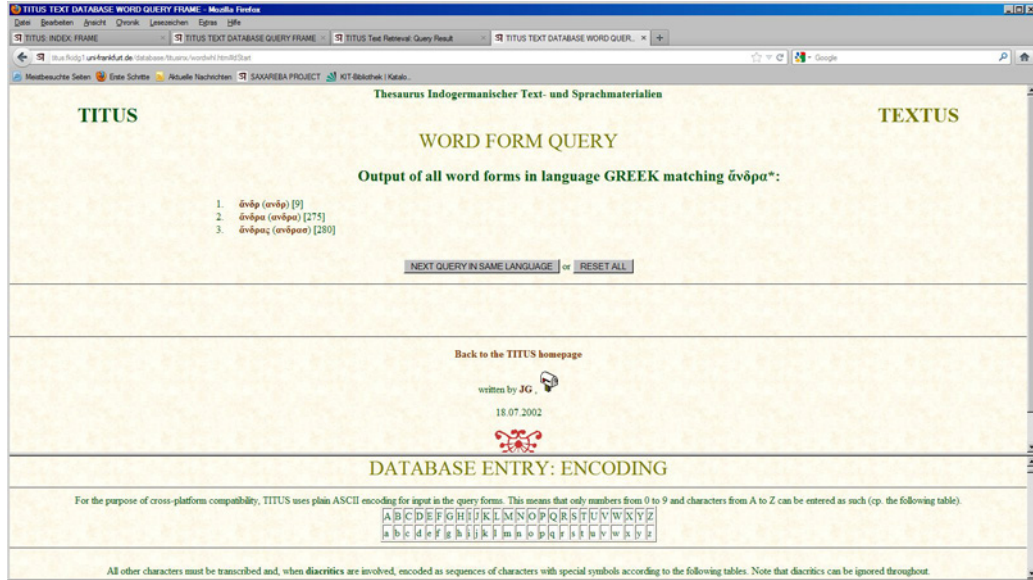 TITUS TEXT DATABASE WORD QUERY FRAME - Mozilla Firefox
Datei Bearbeiten Ansicht Chronik Lesezeichen Extras Hilfe
TITUS: INDEX: FRAME × TITUS TEXT DATABASE QUERY FRAME × TITUS Text Retrieval: Query Result × TITUS TEXT DATABASE WORD QUER... × +
Google
Meistbesuchte Seiten Erste Schritte Aktuelle Nachrichten SAXAREBA PROJECT KIT-Bibliothek | Katalo...
Thesaurus Indogermanischer Text- und Sprachmaterialien
TITUS TEXTUS
WORD FORM QUERY
Output of all word forms in language GREEK matching ἄνδρα*:
1. ἄνδρ (ανδρ) [9]
2. ἄνδρα (ανδρα) [275]
3. ἄνδρας (ανδρασ) [280]
NEXT QUERY IN SAME LANGUAGE or RESET ALL
Back to the TITUS homepage
written by JG ,
18.07.2002
DATABASE ENTRY: ENCODING
For the purpose of cross-platform compatibility, TITUS uses plain ASCII encoding for input in the query forms. This means that only numbers from 0 to 9 and characters from A to Z can be entered as such (cp. the following table).
A B C D E F G H I J K L M N O P Q R S T U V W X Y Z
a b c d e f g h i j k l m n o p q r s t u v w x y z
All other characters must be transcribed and, when diacritics are involved, encoded as sequences of characters with special symbols according to the following tables. Note that diacritics can be ignored throughout.